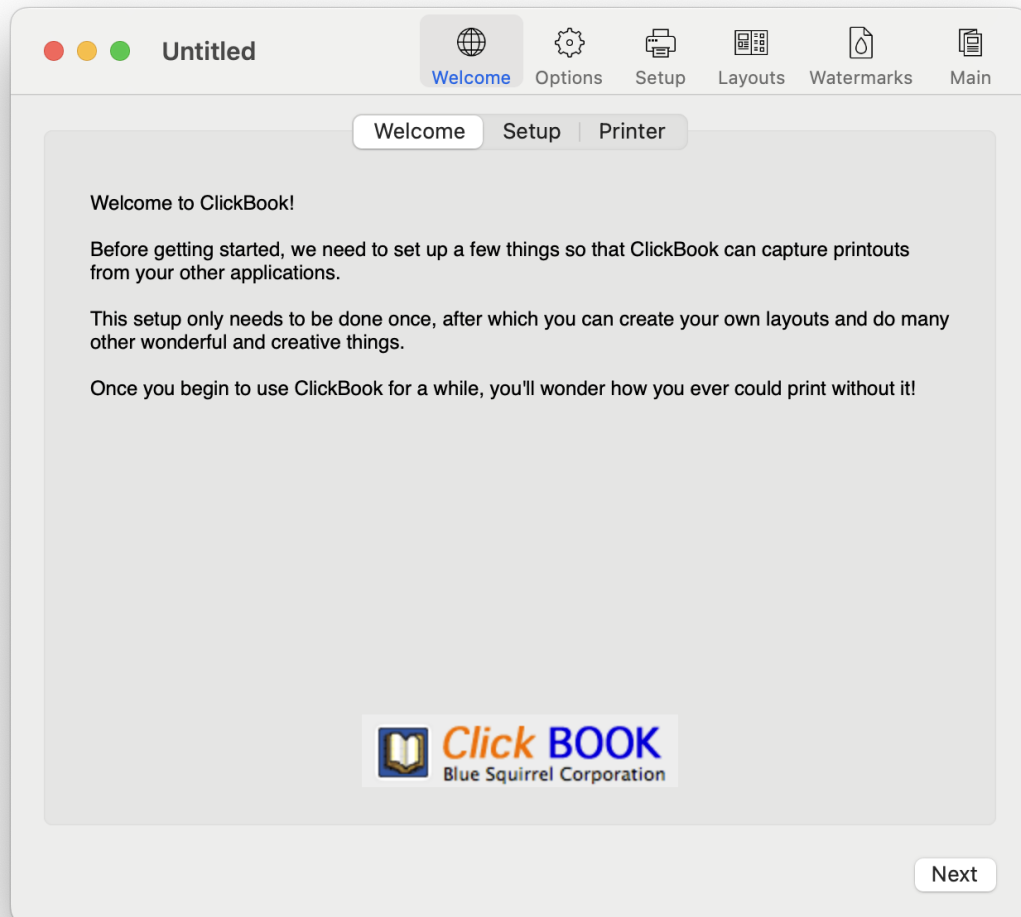 Untitled
Welcome
Options
Setup
Layouts
Watermarks
Main
Welcome
Setup
Printer
Welcome to ClickBook!
Before getting started, we need to set up a few things so that ClickBook can capture printouts
from your other applications.
This setup only needs to be done once, after which you can create your own layouts and do many
other wonderful and creative things.
Once you begin to use ClickBook for a while, you'll wonder how you ever could print without it!
Click BOOK
Blue Squirrel Corporation
Next